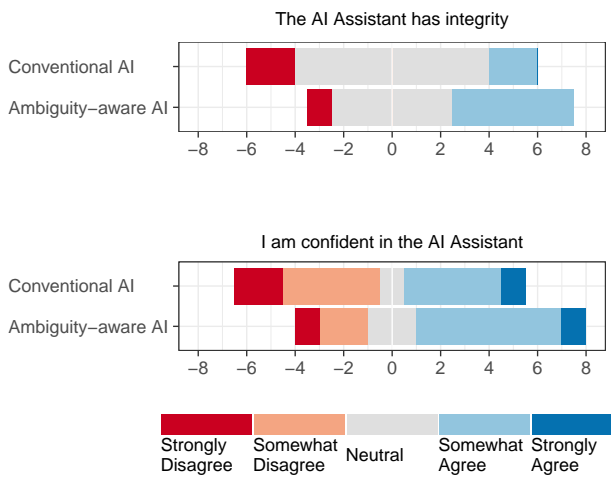 The AI Assistant has integrity
Conventional AI
Ambiguity−aware AI
−8 −6 −4 −2 0 2 4 6 8
I am confident in the AI Assistant
Conventional AI
Ambiguity−aware AI
−8 −6 −4 −2 0 2 4 6 8
Strongly Disagree
Somewhat Disagree
Neutral
Somewhat Agree
Strongly Agree